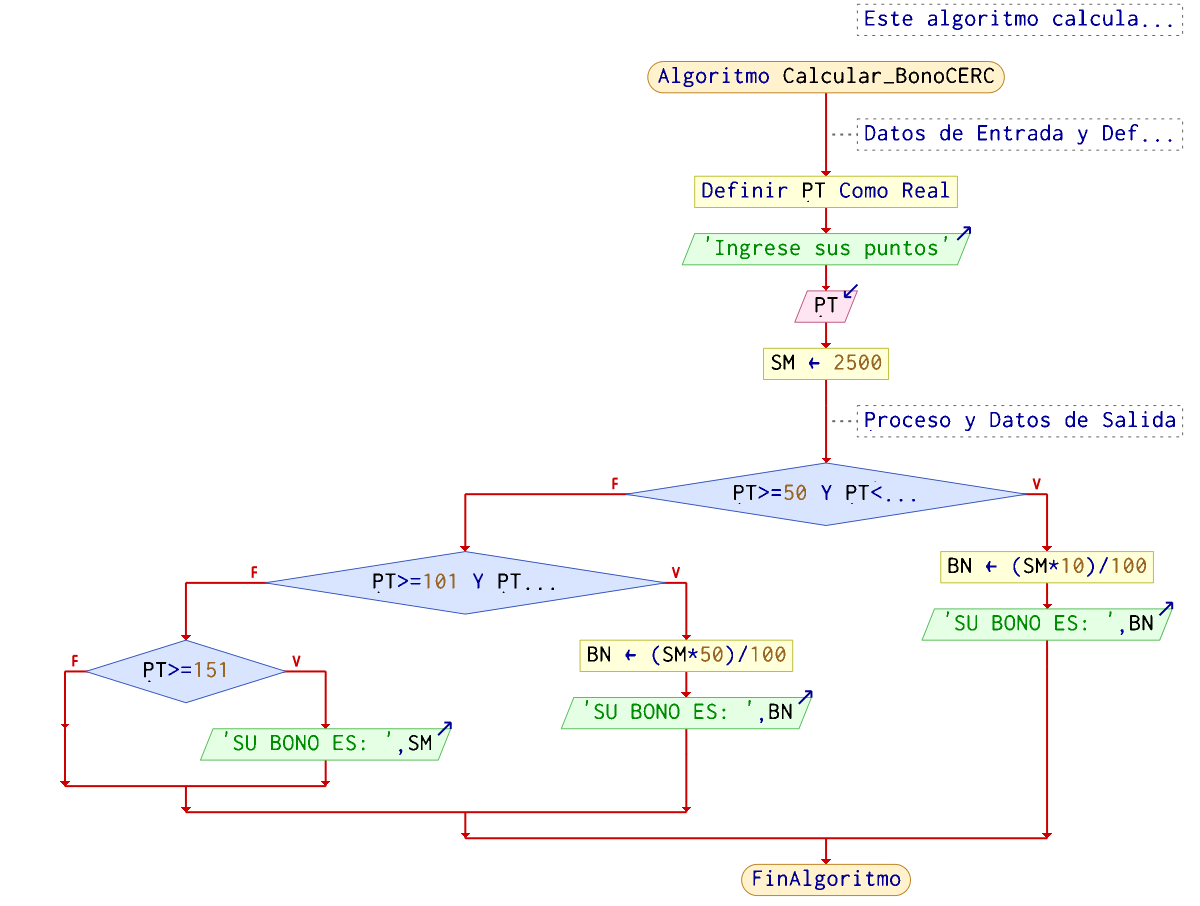 Este algoritmo calcula...
Algoritmo Calcular_BonoCERC
Datos de Entrada y Def...
Definir PT Como Real
'Ingrese sus puntos'
PT
SM ← 2500
Proceso y Datos de Salida
F
PT>=50 Y PT<...
V
F
PT>=101 Y PT...
V
BN ← (SM*10)/100
'SU BONO ES: ',BN
F
PT>=151
V
BN ← (SM*50)/100
'SU BONO ES: ',BN
'SU BONO ES: ',SM
FinAlgoritmo